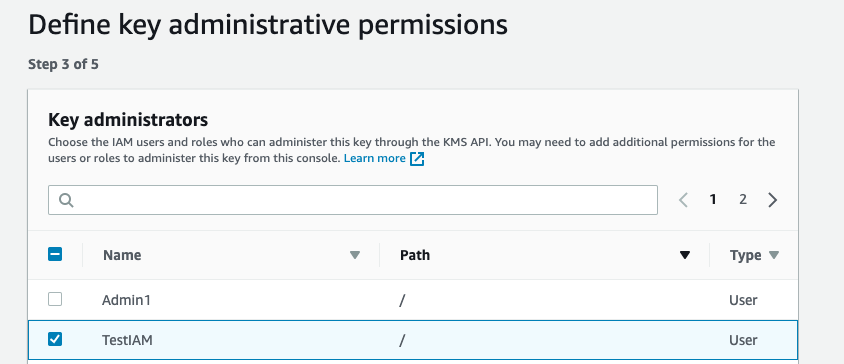 Define key administrative permissions
Step 3 of 5
Key administrators
Choose the IAM users and roles who can administer this key through the KMS API. You may need to add additional permissions for the
users or roles to administer this key from this console. Learn more
1 2
Name Path Type
Admin1 / User
TestIAM / User